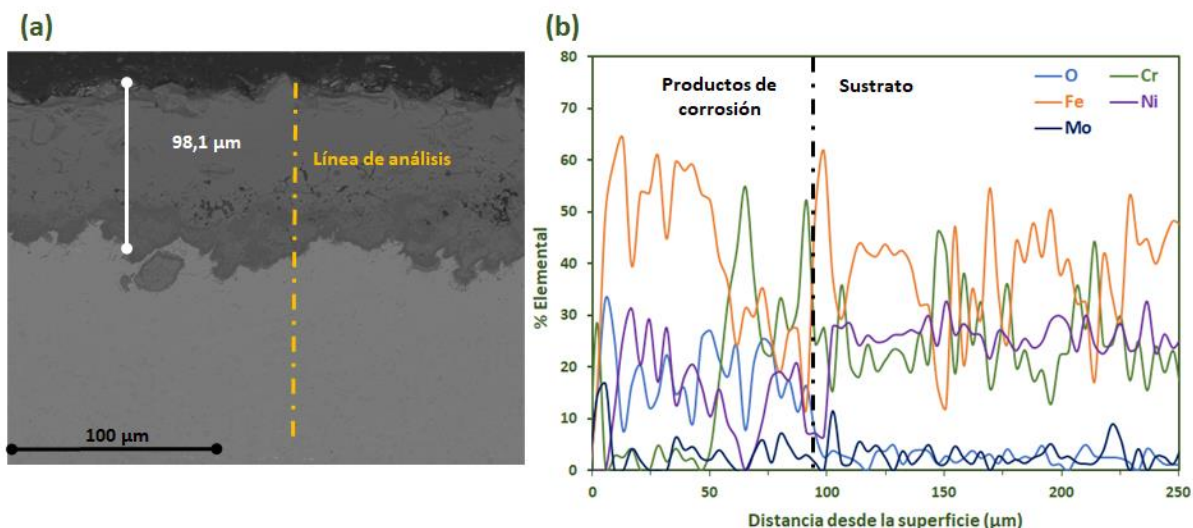 (a)
98,1 µm
Línea de análisis
100 µm
(b)
% Elemental
80
70
60
50
40
30
20
10
0
Productos de
corrosión
Sustrato
O
Cr
Fe
Ni
Mo
0
50
100
150
200
250
Distancia desde la superficie (µm)